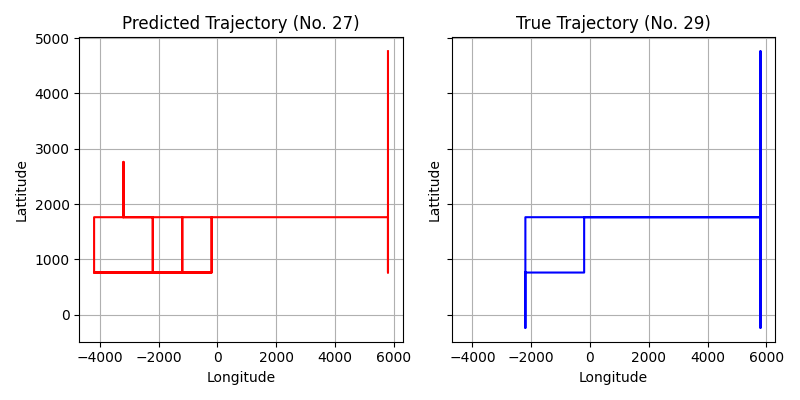 Predicted Trajectory (No. 27)
True Trajectory (No. 29)
5000
4000
3000
2000
1000
0
Lattitude
Lattitude
−4000 −2000 0 2000 4000 6000
−4000 −2000 0 2000 4000 6000
Longitude
Longitude